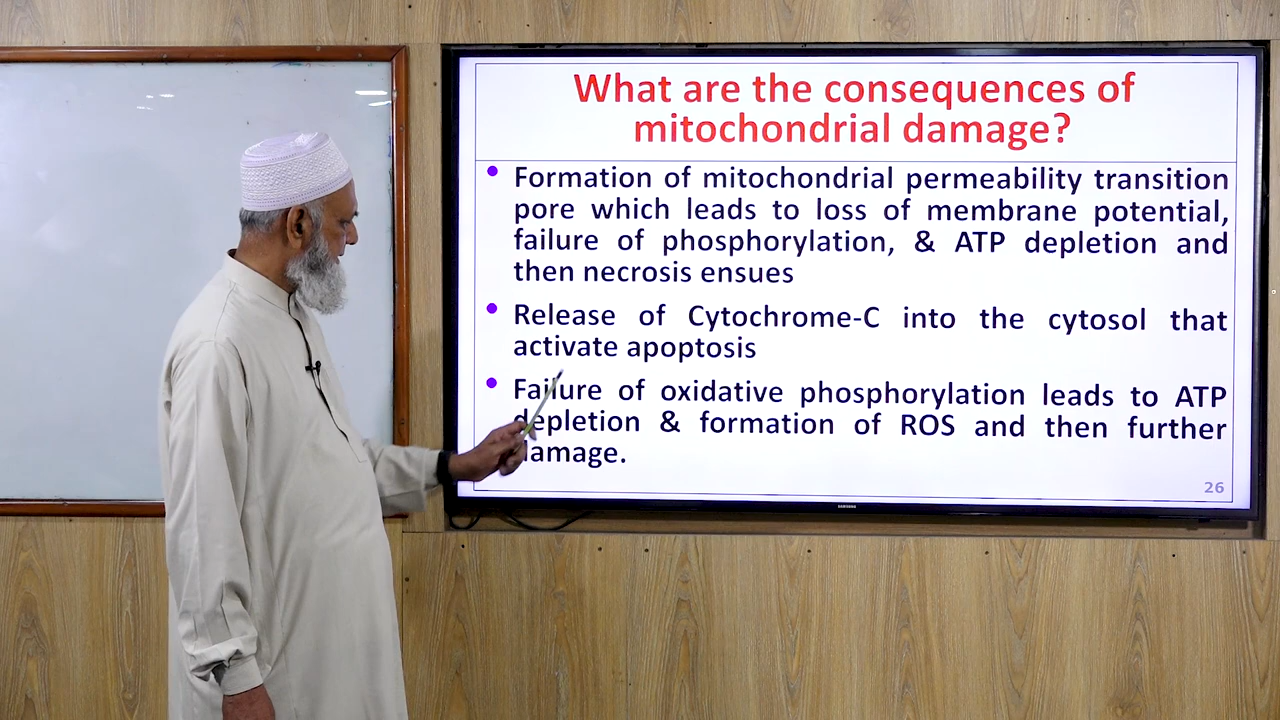 What are the consequences of
mitochondrial damage?
• Formation of mitochondrial permeability transition
pore which leads to loss of membrane potential,
failure of phosphorylation, & ATP depletion and
then necrosis ensues
• Release of Cytochrome-C into the cytosol that
activate apoptosis
• Failure of oxidative phosphorylation leads to ATP
depletion & formation of ROS and then further
damage.
26
SAMSUNG